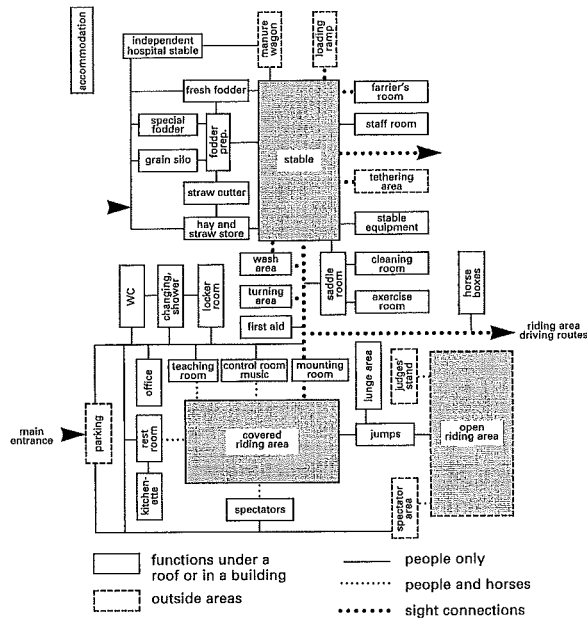 accommodation
independent
hospital stable
manure
wagon
loading
ramp
fresh fodder
farrier's
room
special
fodder
fodder
prep.
staff room
grain silo
stable
tethering
area
straw cutter
hay and
straw store
stable
equipment
wash
area
saddle
room
cleaning
room
turning
area
exercise
room
horse
boxes
WC
changing,
shower
locker
room
first aid
riding area
driving routes
office
teaching
room
control room
music
mounting
room
lunge area
judges'
stand
main
entrance
parking
rest
room
covered
riding area
jumps
open
riding area
kitchen-
ette
spectators
spectator
area
functions under a
roof or in a building
outside areas
people only
people and horses
sight connections